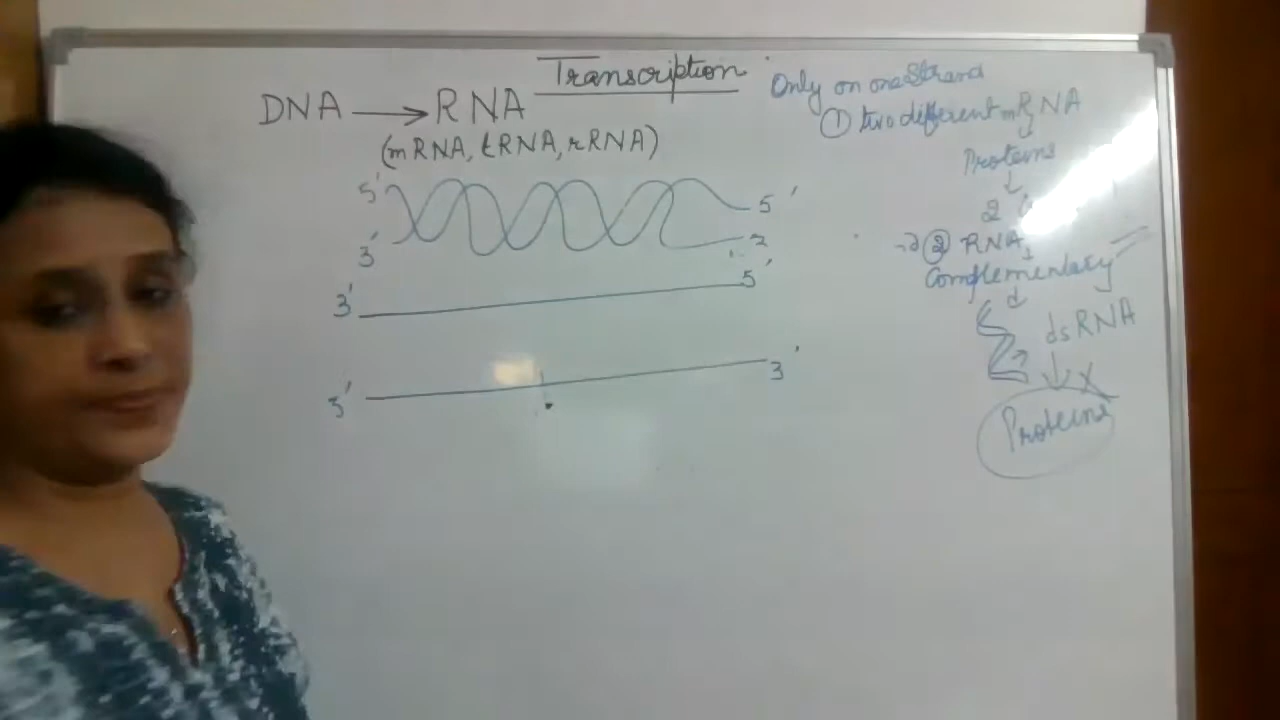 Transcription
DNA → RNA
(mRNA, tRNA, rRNA)
5' 5'
3' 3
3' 5'
5' 3'
Only on one Strand
① two different mRNA
Proteins
↓
2
② RNA
Complementary
↓
dsRNA
↓ X
Proteins